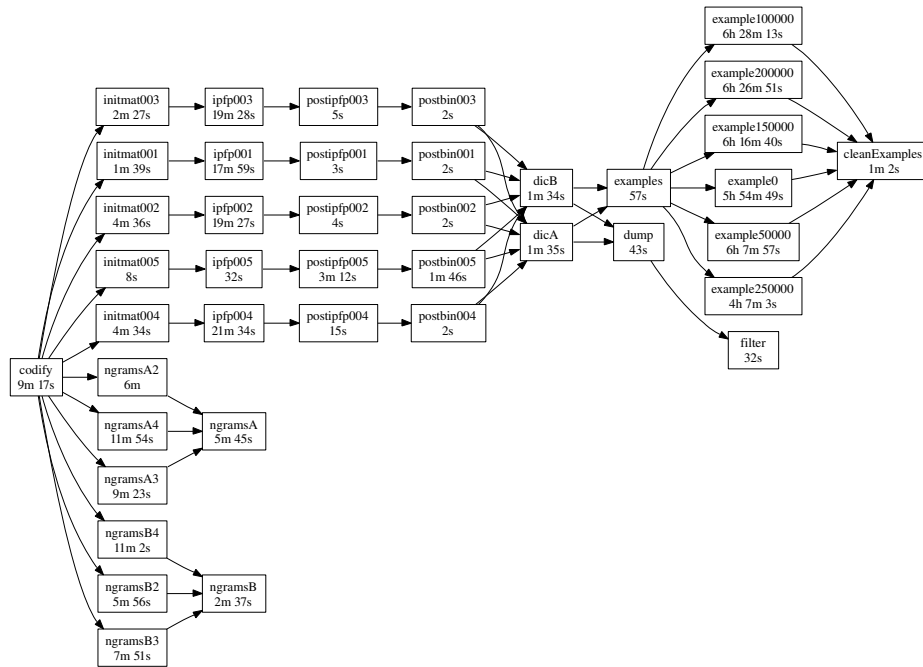 example100000
6h 28m 13s
example200000
6h 26m 51s
initmat003
2m 27s
ipfp003
19m 28s
postipfp003
5s
postbin003
2s
example150000
6h 16m 40s
cleanExamples
1m 2s
initmat001
1m 39s
ipfp001
17m 59s
postipfp001
3s
postbin001
2s
dicB
1m 34s
examples
57s
example0
5h 54m 49s
initmat002
4m 36s
ipfp002
19m 27s
postipfp002
4s
postbin002
2s
dicA
1m 35s
dump
43s
example50000
6h 7m 57s
initmat005
8s
ipfp005
32s
postipfp005
3m 12s
postbin005
1m 46s
example250000
4h 7m 3s
initmat004
4m 34s
ipfp004
21m 34s
postipfp004
15s
postbin004
2s
filter
32s
codify
9m 17s
ngramsA2
6m
ngramsA4
11m 54s
ngramsA
5m 45s
ngramsA3
9m 23s
ngramsB4
11m 2s
ngramsB2
5m 56s
ngramsB
2m 37s
ngramsB3
7m 51s